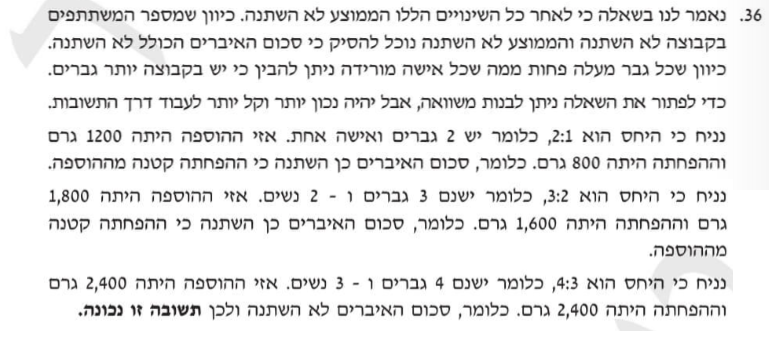 36. נאמר לנו בשאלה כי לאחר כל השינויים הללו הממוצע לא השתנה. כיוון שמספר המשתתפים
בקבוצה לא השתנה והממוצע לא השתנה נוכל להסיק כי סכום האיברים הכולל לא השתנה.
כיוון שכל גבר מעלה פחות ממה שכל אישה מורידה ניתן להבין כי יש בקבוצה יותר גברים.
כדי לפתור את השאלה ניתן לבנות משוואה, אבל יהיה נכון יותר וקל יותר לעבוד דרך התשובות.
נניח כי היחס הוא 2:1, כלומר יש 2 גברים ואישה אחת. אזי ההוספה היתה 1200 גרם
וההפחתה היתה 800 גרם. כלומר, סכום האיברים כן השתנה כי ההפחתה קטנה מההוספה.
נניח כי היחס הוא 3:2, כלומר ישנם 3 גברים ו - 2 נשים. אזי ההוספה היתה 1,800
גרם וההפחתה היתה 1,600 גרם. כלומר, סכום האיברים כן השתנה כי ההפחתה קטנה
מההוספה.
נניח כי היחס הוא 4:3, כלומר ישנם 4 גברים ו - 3 נשים. אזי ההוספה היתה 2,400 גרם
וההפחתה היתה 2,400 גרם. כלומר, סכום האיברים לא השתנה ולכן תשובה זו נכונה.